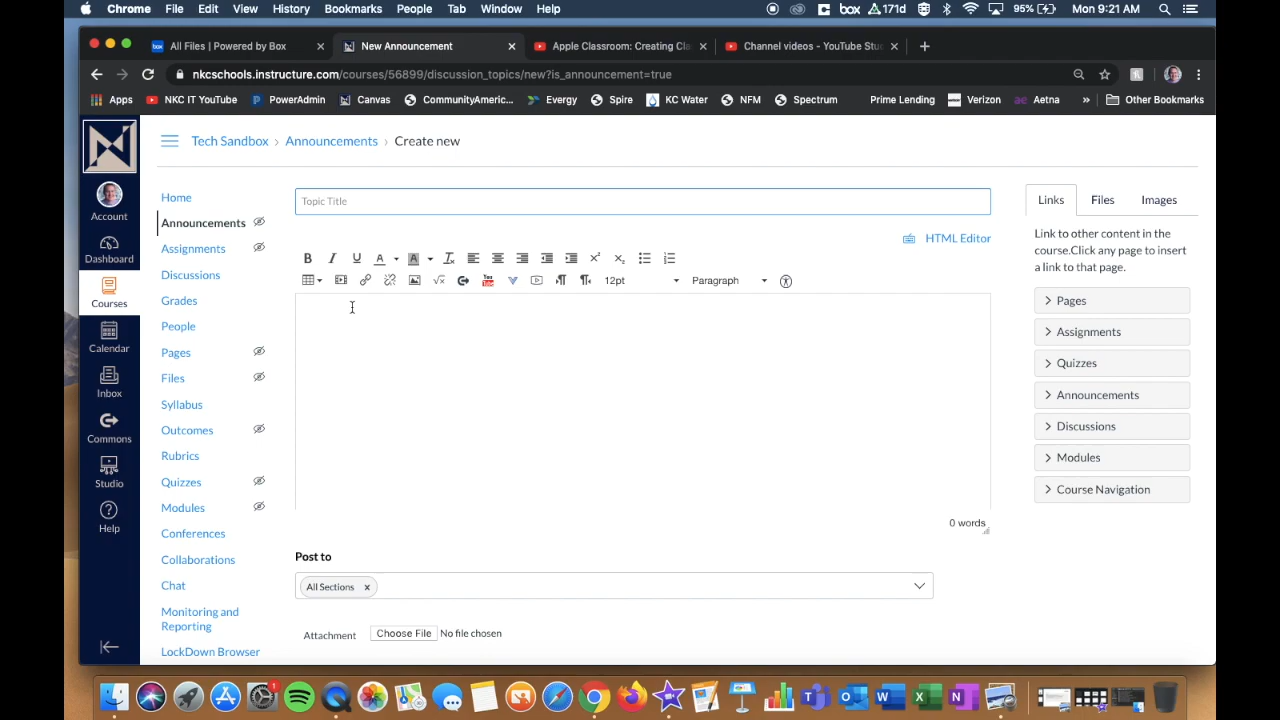 Chrome File Edit View History Bookmarks People Tab Window Help
box 171d 95% Mon 9:21 AM
box All Files | Powered by Box × New Announcement × Apple Classroom: Creating Cla × Channel videos - YouTube Stu × +
nkcschools.instructure.com/courses/56899/discussion_topics/new?is_announcement=true
Apps NKC IT YouTube PowerAdmin Canvas CommunityAmeric... Evergy Spire KC Water NFM Spectrum Prime Lending Verizon Aetna » Other Bookmarks
Tech Sandbox › Announcements › Create new
Account
Dashboard
Courses
Calendar
Inbox
Commons
Studio
Help
Home
Announcements
Assignments
Discussions
Grades
People
Pages
Files
Syllabus
Outcomes
Rubrics
Quizzes
Modules
Conferences
Collaborations
Chat
Monitoring and
Reporting
LockDown Browser
Topic Title
HTML Editor
B I U A A
12pt Paragraph
0 words
Post to
All Sections ×
Attachment Choose File No file chosen
Links Files Images
Link to other content in the
course.Click any page to insert
a link to that page.
Pages
Assignments
Quizzes
Announcements
Discussions
Modules
Course Navigation